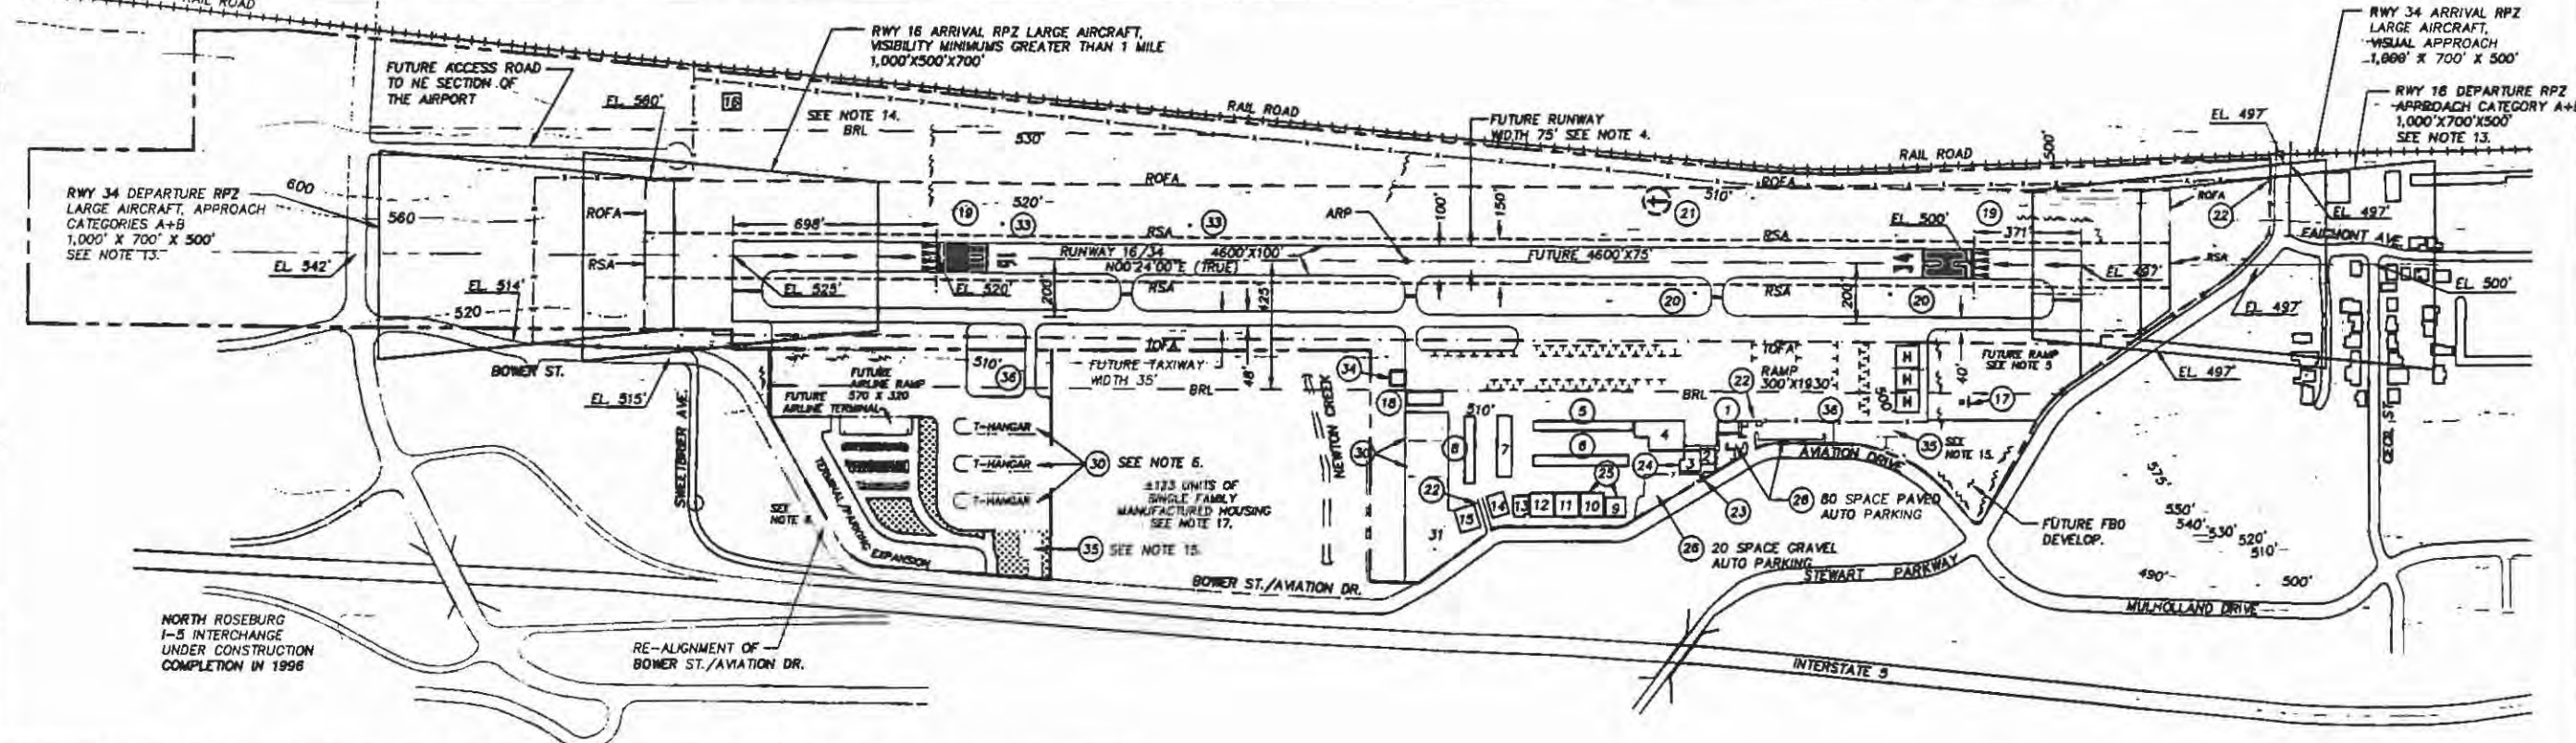 RAIL ROAD
RWY 16 ARRIVAL RPZ LARGE AIRCRAFT,
VISIBILITY MINIMUMS GREATER THAN 1 MILE
1,000'X500'X700'
RWY 34 ARRIVAL RPZ
LARGE AIRCRAFT,
VISUAL APPROACH
1,000' X 700' X 500'
RWY 16 DEPARTURE RPZ
APPROACH CATEGORY A+B
1,000'X700'X500'
SEE NOTE 13.
FUTURE ACCESS ROAD
TO NE SECTION OF
THE AIRPORT
EL. 560'
16
SEE NOTE 14.
BRL
530'
RAIL ROAD
FUTURE RUNWAY
WIDTH 75' SEE NOTE 4.
RAIL ROAD
500'
EL. 497'
RWY 34 DEPARTURE RPZ
LARGE AIRCRAFT, APPROACH
CATEGORIES A+B
1,000' X 700' X 500'
SEE NOTE 13.
600
560
ROFA
RSA
698'
19
520'
33
33
ROFA
ARP
100'
150'
21
510'
ROFA
EL. 500'
19
371'
ROFA
22
EL. 497'
FAIRMONT AVE
RSA
RSA
RSA
RUNWAY 16/34 4600'X100'
N00°24'00"E (TRUE)
FUTURE 4600'X75'
EL. 497'
EL. 500'
EL. 542'
EL. 514'
520
EL. 525'
EL. 520'
200'
RSA
425'
20
RSA
200'
20
EL. 497'
EL. 497'
BOWER ST.
EL. 515'
TOFA
510'
36
FUTURE TAXIWAY
WIDTH 35'
48'
BRL
FUTURE
AIRLINE RAMP
570 X 320
FUTURE
AIRLINE TERMINAL
34
18
TOFA
RAMP
300'X1930'
22
BRL
H
H
H
500
40'
FUTURE RAMP
SEE NOTE 5
17
SWEETBRIER AVE.
TERMINAL/PARKING EXPANSION
T-HANGAR
T-HANGAR
T-HANGAR
30 SEE NOTE 6.
±123 UNITS OF
SINGLE FAMILY
MANUFACTURED HOUSING
SEE NOTE 17.
35 SEE NOTE 15.
NEWTON CREEK
30
510'
8
7
5
6
4
1
2
3
24
25
36
35
SEE
NOTE 15.
AVIATION DRIVE
22
15
14
13
12
11
10
9
31
23
26 80 SPACE PAVED
AUTO PARKING
26 20 SPACE GRAVEL
AUTO PARKING
FUTURE FBO
DEVELOP.
CECIL ST
575'
550'
540'
530'
520'
510'
490'
500'
BOWER ST./AVIATION DR.
STEWART PARKWAY
MULHOLLAND DRIVE
NORTH ROSEBURG
I-5 INTERCHANGE
UNDER CONSTRUCTION
COMPLETION IN 1996
RE-ALIGNMENT OF
BOWER ST./AVIATION DR.
INTERSTATE 5